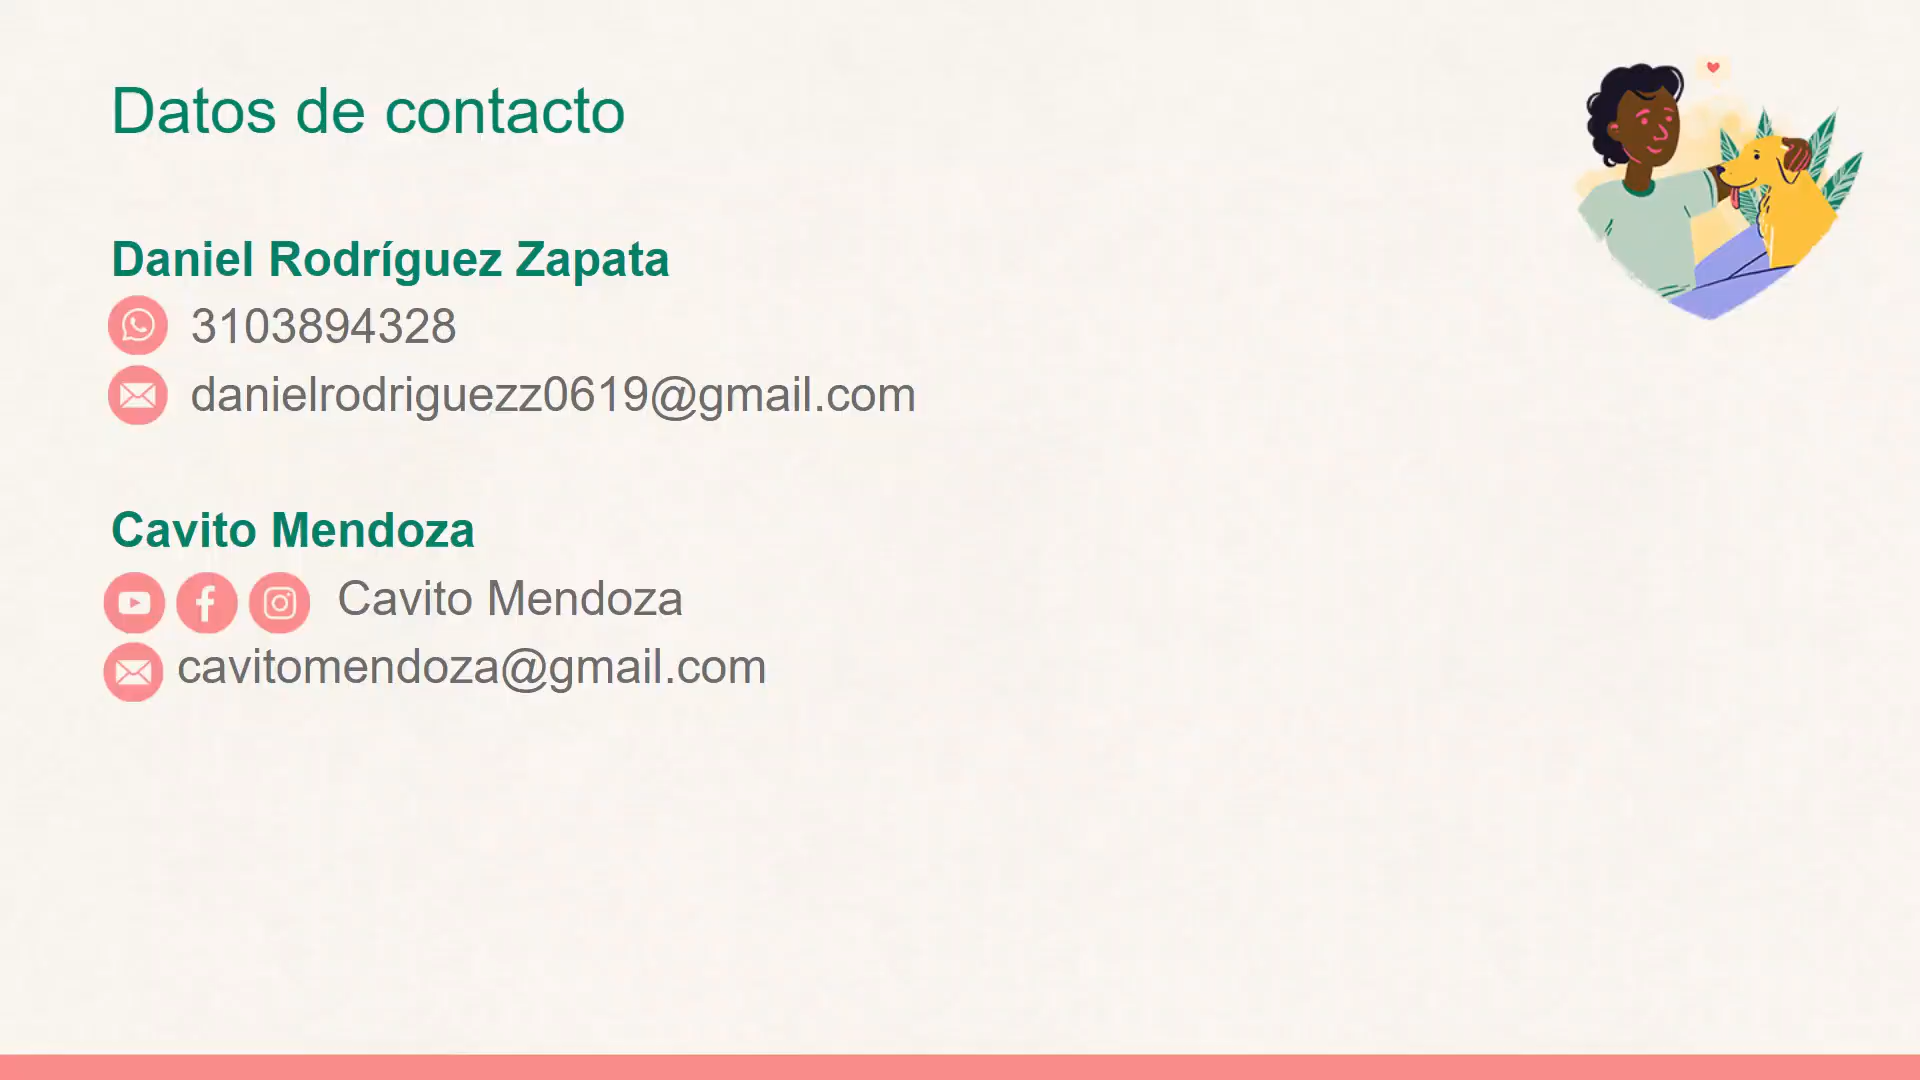 Datos de contacto
Daniel Rodríguez Zapata
3103894328
danielrodriguezz0619@gmail.com
Cavito Mendoza
Cavito Mendoza
cavitomendoza@gmail.com